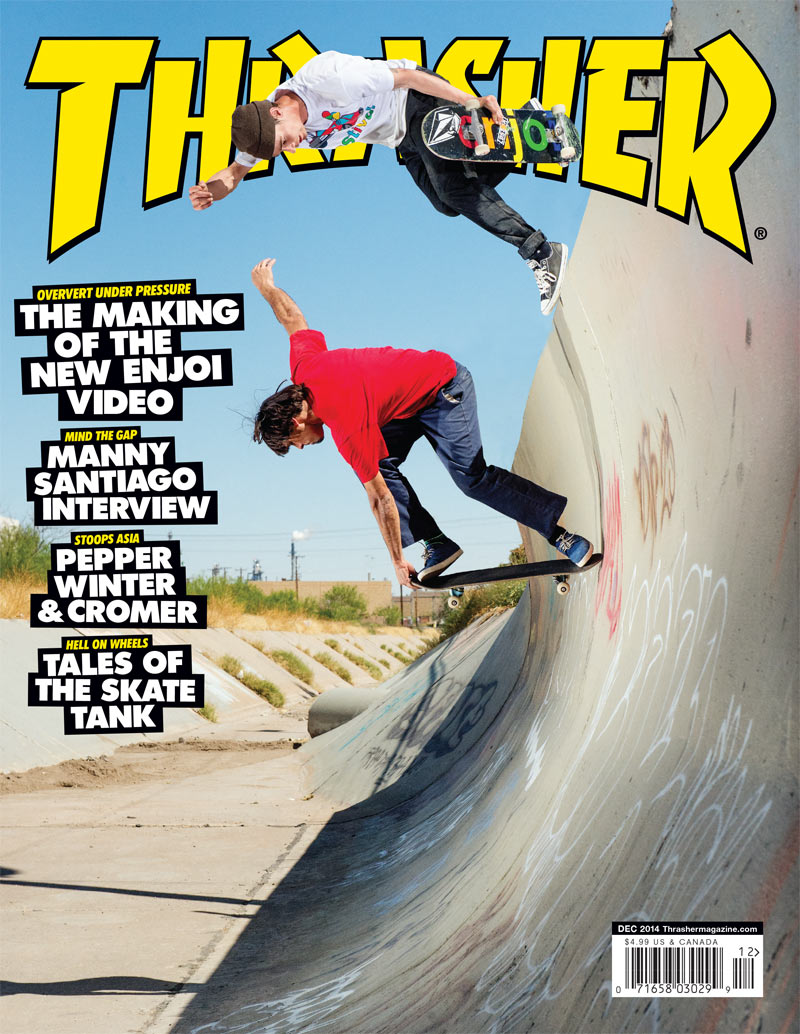 THRASHER®
OVERVERT UNDER PRESSURE
THE MAKING
OF THE
NEW ENJOI
VIDEO
MIND THE GAP
MANNY
SANTIAGO
INTERVIEW
STOOPS ASIA
PEPPER
WINTER
& CROMER
HELL ON WHEELS
TALES OF
THE SKATE
TANK
DEC 2014 Thrashermagazine.com
$4.99 US & CANADA
12>
0 71658 03029 9